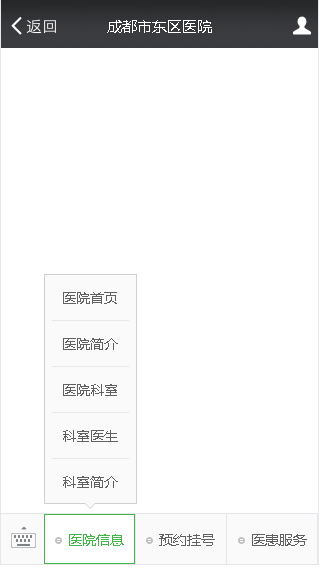 返回
成都市东区医院
医院首页
医院简介
医院科室
科室医生
科室简介
医院信息
预约挂号
医患服务